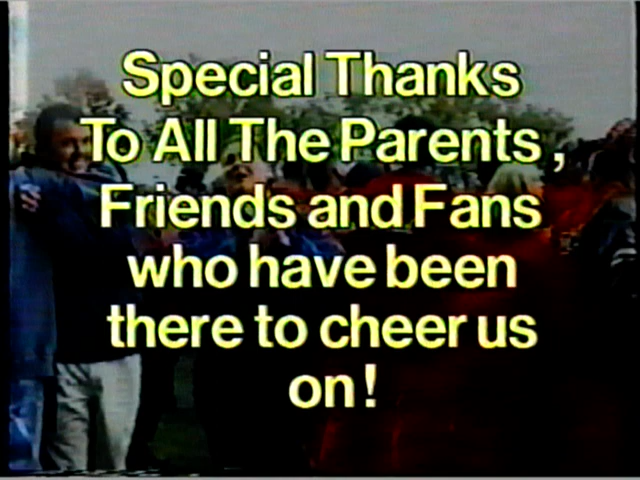 Special Thanks
To All The Parents ,
Friends and Fans
who have been
there to cheer us
on!